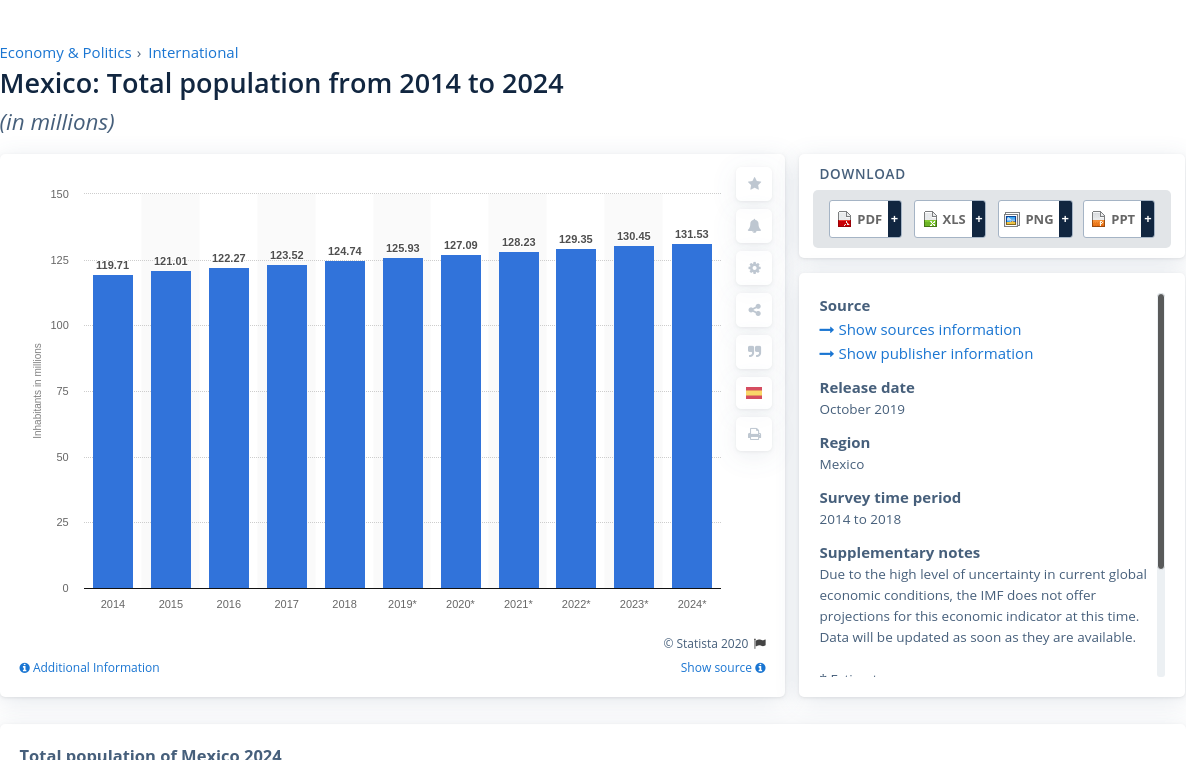 Economy & Politics › International
Mexico: Total population from 2014 to 2024
(in millions)
150
125
100
75
50
25
0
Inhabitants in millions
119.71
121.01
122.27
123.52
124.74
125.93
127.09
128.23
129.35
130.45
131.53
2014
2015
2016
2017
2018
2019*
2020*
2021*
2022*
2023*
2024*
© Statista 2020
Additional Information
Show source
DOWNLOAD
PDF +
XLS +
PNG +
PPT +
Source
Show sources information
Show publisher information
Release date
October 2019
Region
Mexico
Survey time period
2014 to 2018
Supplementary notes
Due to the high level of uncertainty in current global
economic conditions, the IMF does not offer
projections for this economic indicator at this time.
Data will be updated as soon as they are available.
Total population of Mexico 2024